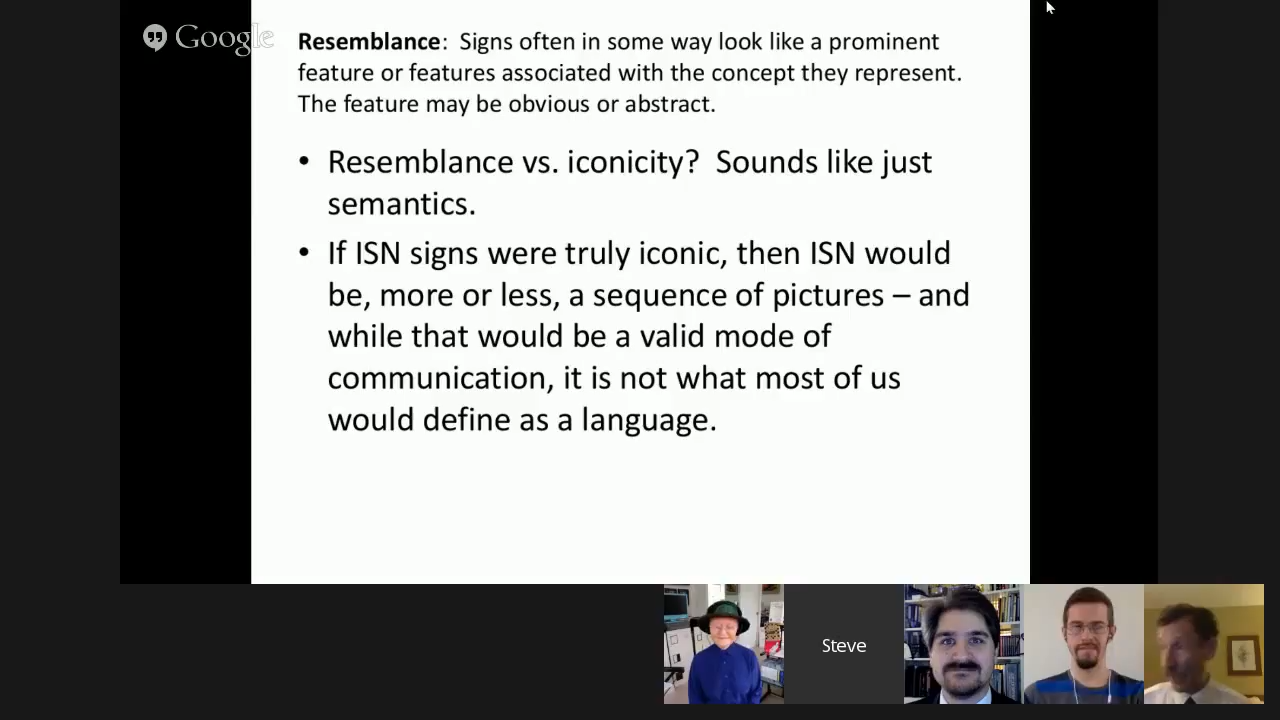 Google
Resemblance:  Signs often in some way look like a prominent
feature or features associated with the concept they represent.
The feature may be obvious or abstract.
• Resemblance vs. iconicity?  Sounds like just
semantics.
• If ISN signs were truly iconic, then ISN would
be, more or less, a sequence of pictures – and
while that would be a valid mode of
communication, it is not what most of us
would define as a language.
Steve